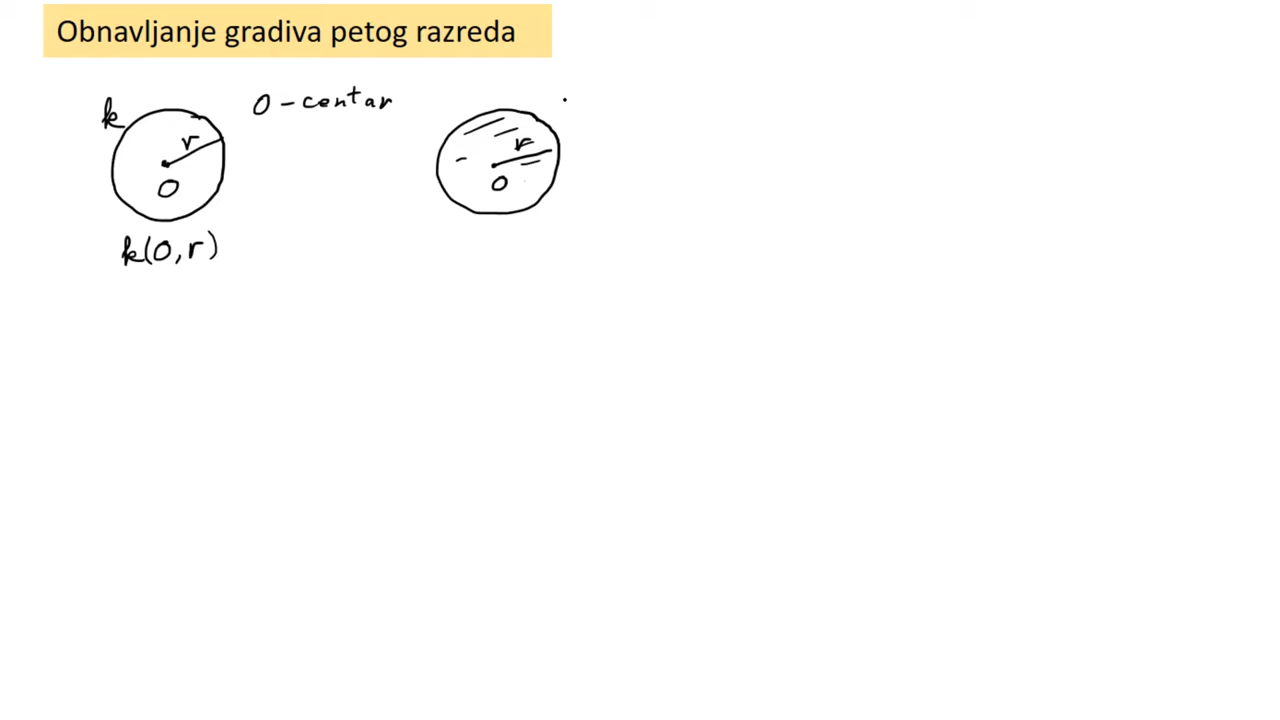 Obnavljanje gradiva petog razreda
k
r
O
k(O, r)
O - centar
r
O